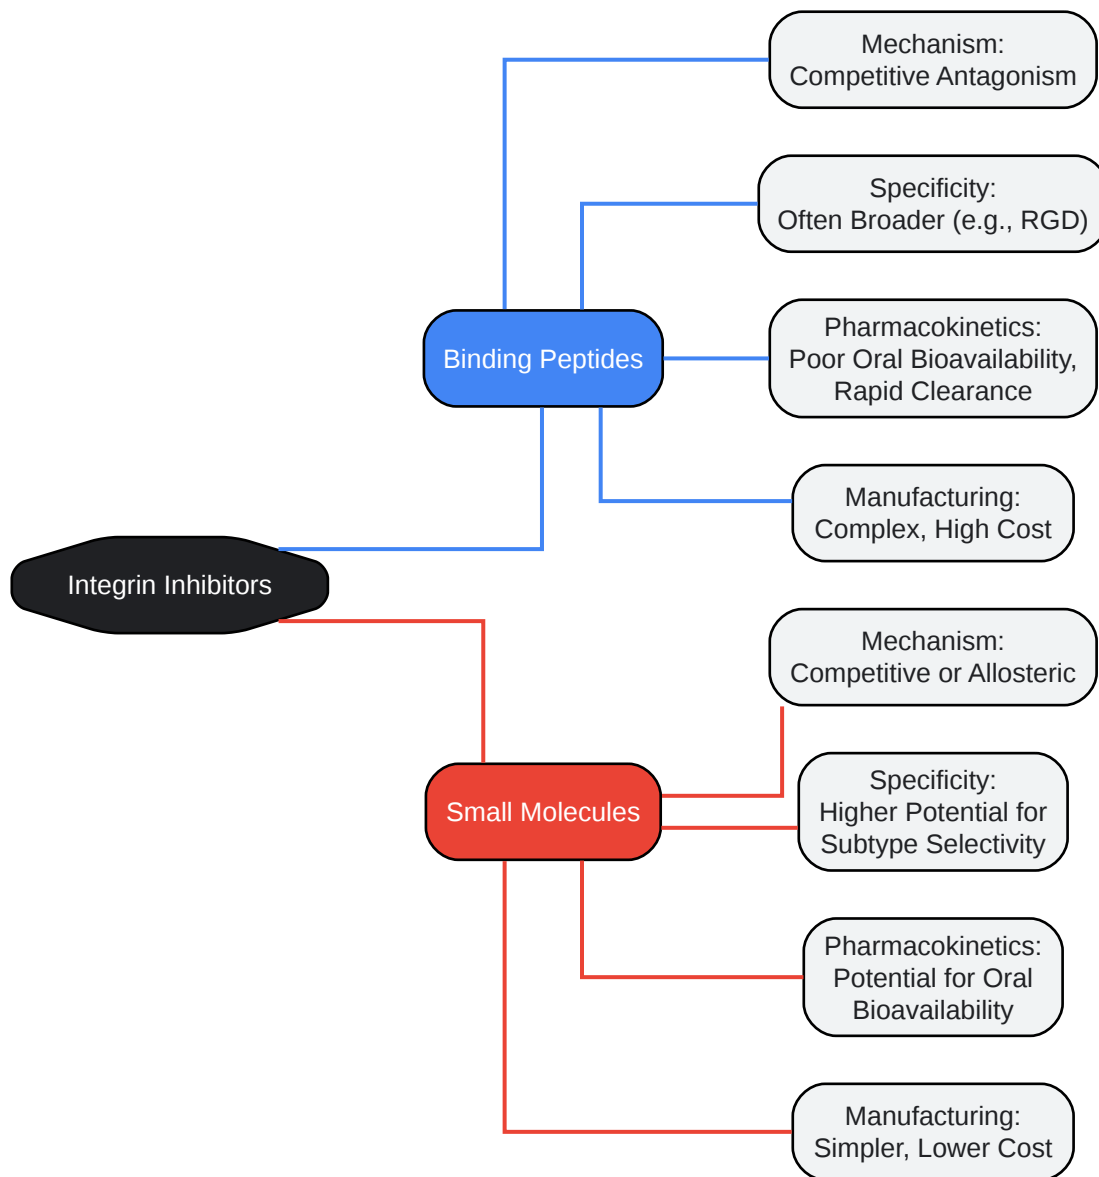 Mechanism:
Competitive Antagonism
Specificity:
Often Broader (e.g., RGD)
Binding Peptides
Pharmacokinetics:
Poor Oral Bioavailability,
Rapid Clearance
Manufacturing:
Complex, High Cost
Integrin Inhibitors
Mechanism:
Competitive or Allosteric
Small Molecules
Specificity:
Higher Potential for
Subtype Selectivity
Pharmacokinetics:
Potential for Oral
Bioavailability
Manufacturing:
Simpler, Lower Cost